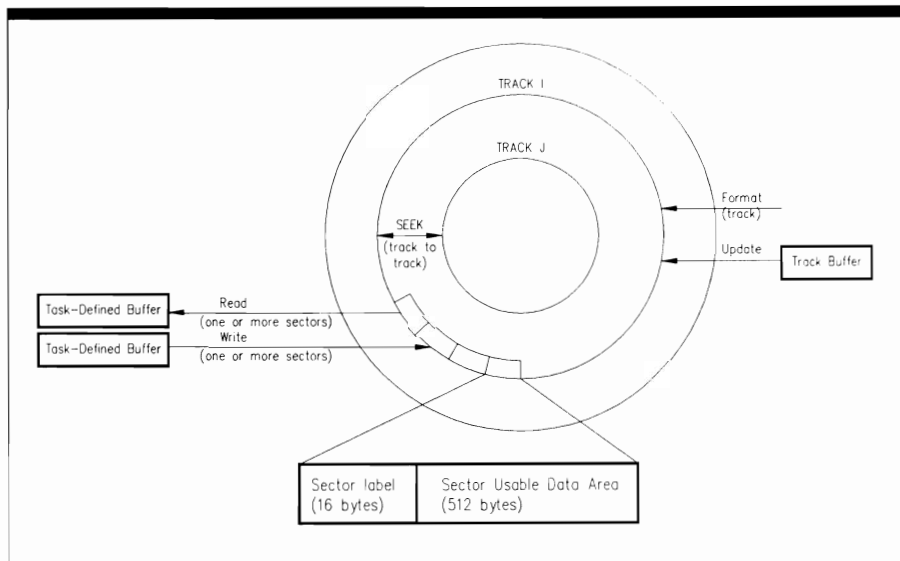 TRACK I
TRACK J
Format
(track)
SEEK
(track to
track)
Update
Track Buffer
Read
Task-Defined Buffer
(one or more sectors)
Write
Task-Defined Buffer
(one or more sectors)
Sector label
(16 bytes)
Sector Usable Data Area
(512 bytes)